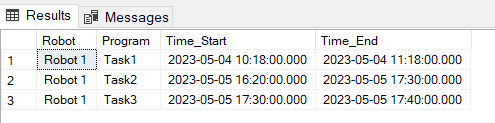 Results Messages
Robot Program Time_Start Time_End
1 Robot 1 Task1 2023-05-04 10:18:00.000 2023-05-04 11:18:00.000
2 Robot 1 Task2 2023-05-05 16:20:00.000 2023-05-05 17:30:00.000
3 Robot 1 Task3 2023-05-05 17:30:00.000 2023-05-05 17:40:00.000